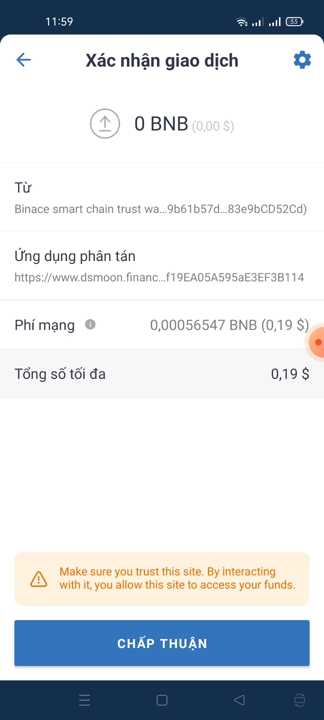 11:59
53
Xác nhận giao dịch
0 BNB (0,00 $)
Từ
Binace smart chain trust wa...9b61b57d...83e9bCD52Cd)
Ứng dụng phân tán
https://www.dsmoon.financ...f19EA05A595aE3EF3B114
Phí mạng 0,00056547 BNB (0,19 $)
Tổng số tối đa 0,19 $
Make sure you trust this site. By interacting
with it, you allow this site to access your funds.
CHẤP THUẬN